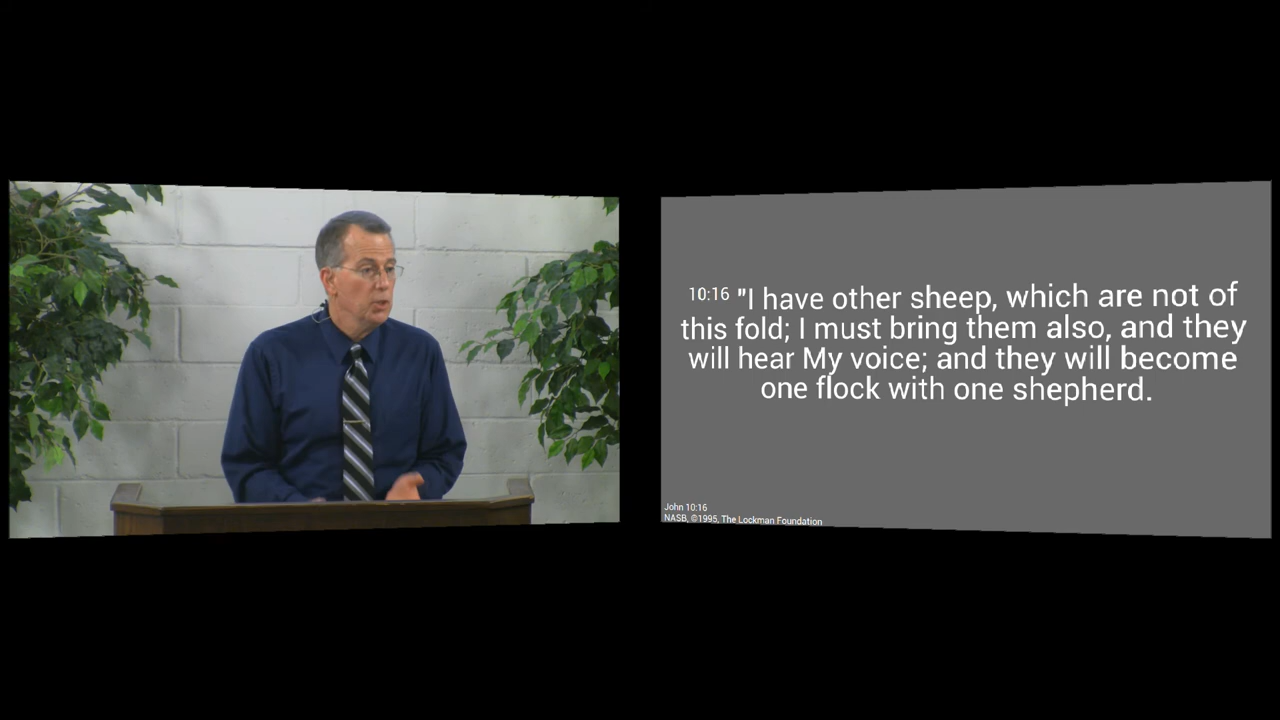 10:16 "I have other sheep, which are not of
this fold; I must bring them also, and they
will hear My voice; and they will become
one flock with one shepherd.
John 10:16
NASB, ©1995, The Lockman Foundation